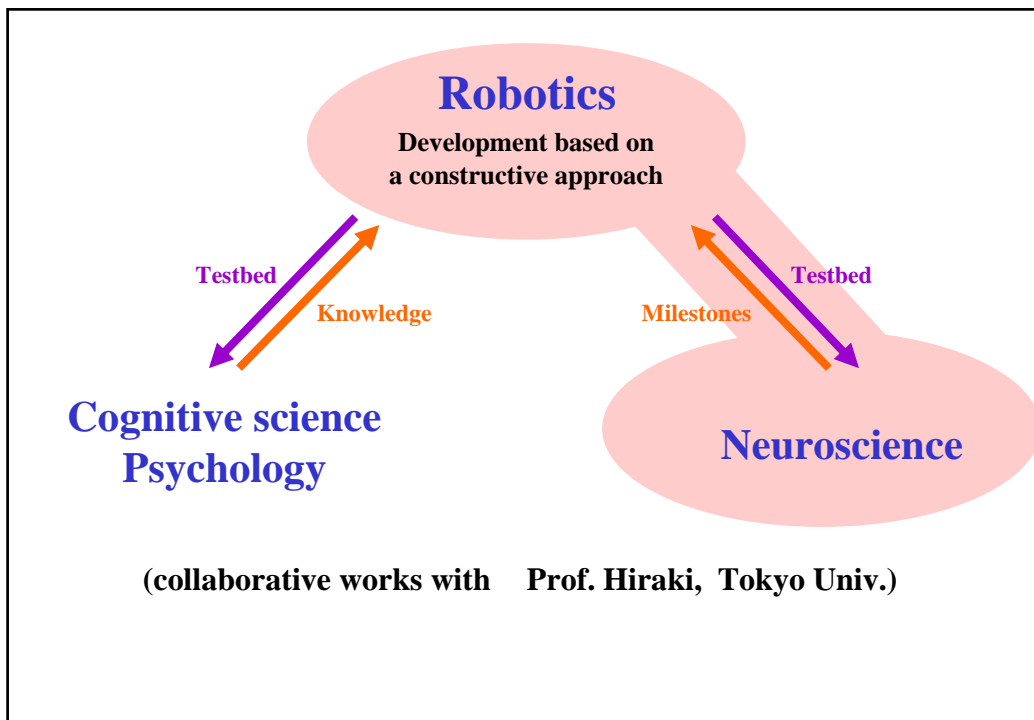 Robotics
Development based on
a constructive approach
Testbed
Knowledge
Testbed
Milestones
Cognitive science
Psychology
Neuroscience
(collaborative works with Prof. Hiraki, Tokyo Univ.)